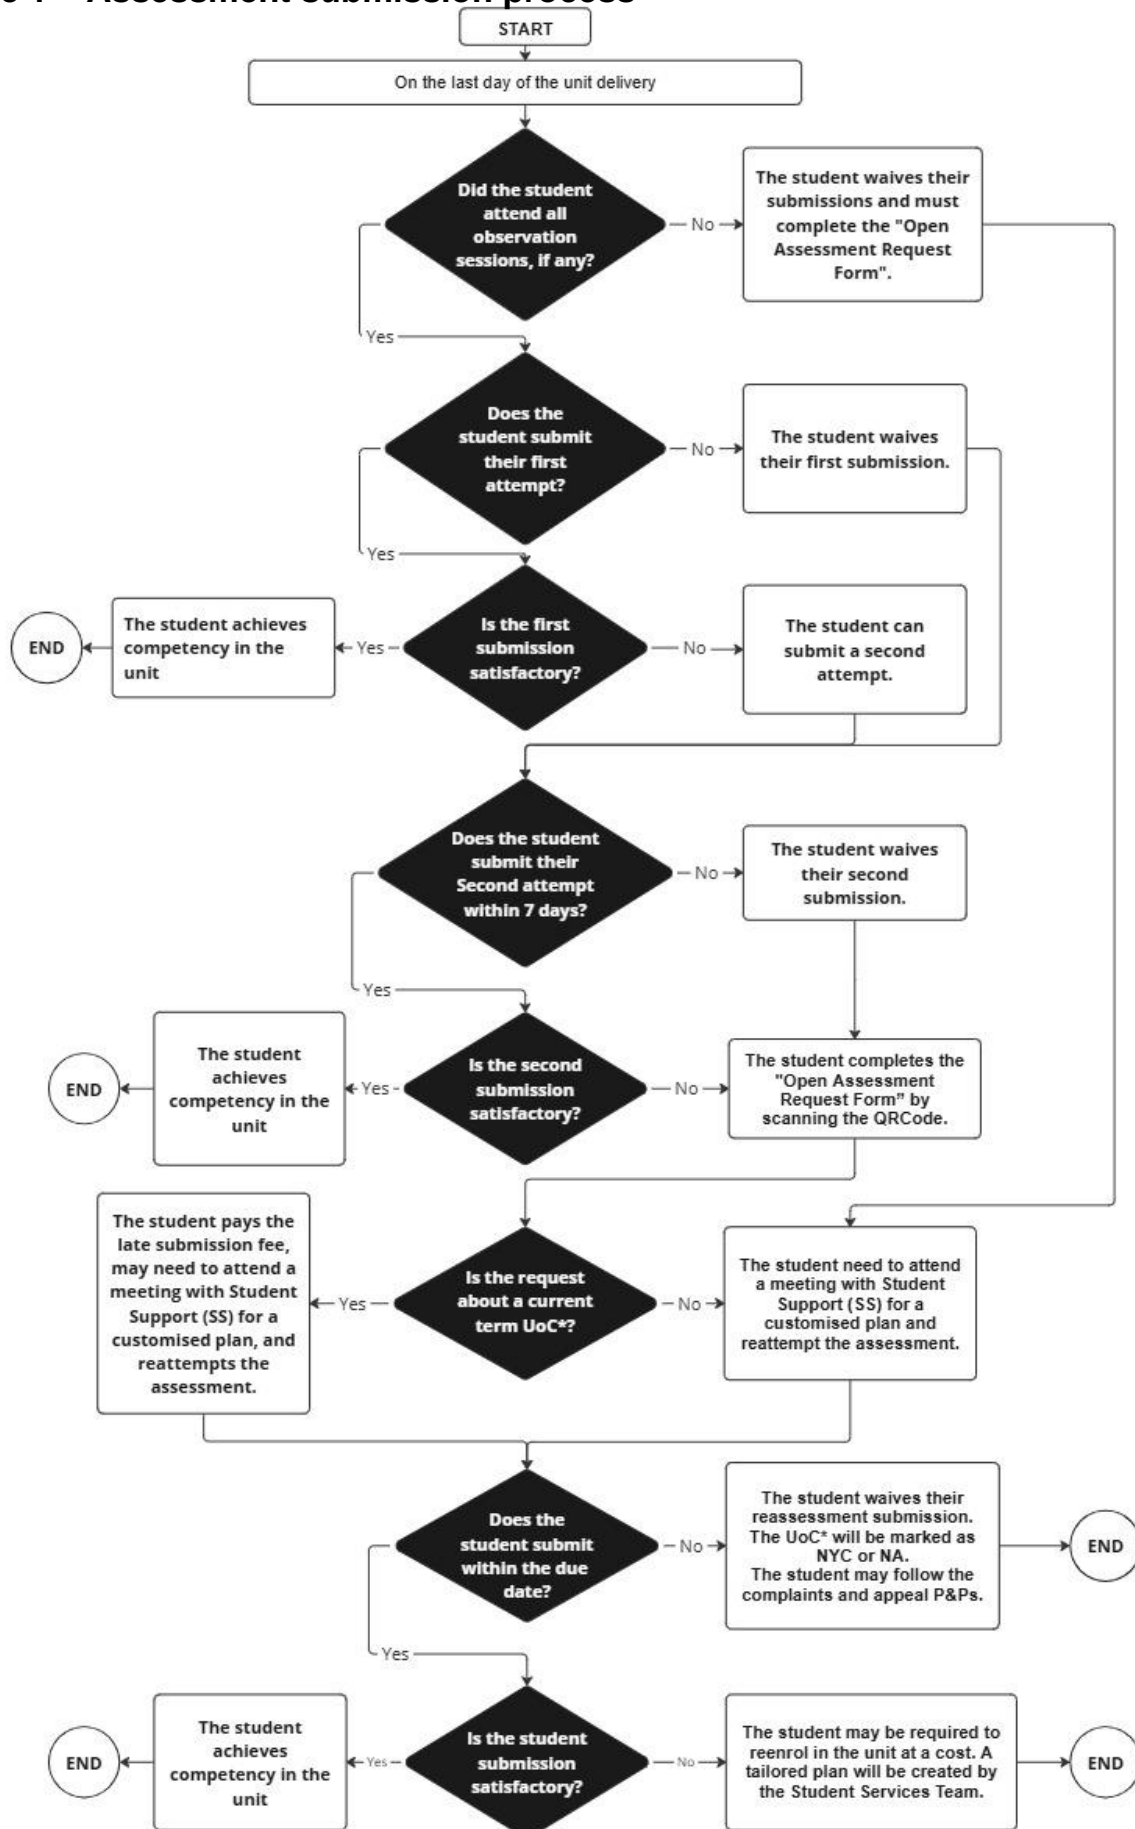 Assessment submission process
START
On the last day of the unit delivery
Did the student
attend all
observation
sessions, if any?
No
The student waives their
submissions and must
complete the "Open
Assessment Request
Form".
Yes
Does the
student submit
their first
attempt?
No
The student waives
their first submission.
Yes
END
The student achieves
competency in the
unit
Yes
Is the first
submission
satisfactory?
No
The student can
submit a second
attempt.
Does the student
submit their
Second attempt
within 7 days?
No
The student waives
their second
submission.
Yes
END
The student
achieves
competency in the
unit
Yes
Is the second
submission
satisfactory?
No
The student completes the
"Open Assessment
Request Form” by
scanning the QRCode.
The student pays the
late submission fee,
may need to attend a
meeting with Student
Support (SS) for a
customised plan, and
reattempts the
assessment.
Yes
Is the request
about a current
term UoC*?
No
The student need to attend
a meeting with Student
Support (SS) for a
customised plan and
reattempt the assessment.
Does the
student submit
within the due
date?
No
The student waives their
reassessment submission.
The UoC* will be marked as
NYC or NA.
The student may follow the
complaints and appeal P&Ps.
END
Yes
END
The student
achieves
competency in the
unit
Yes
Is the student
submission
satisfactory?
No
The student may be required to
reenrol in the unit at a cost. A
tailored plan will be created by
the Student Services Team.
END